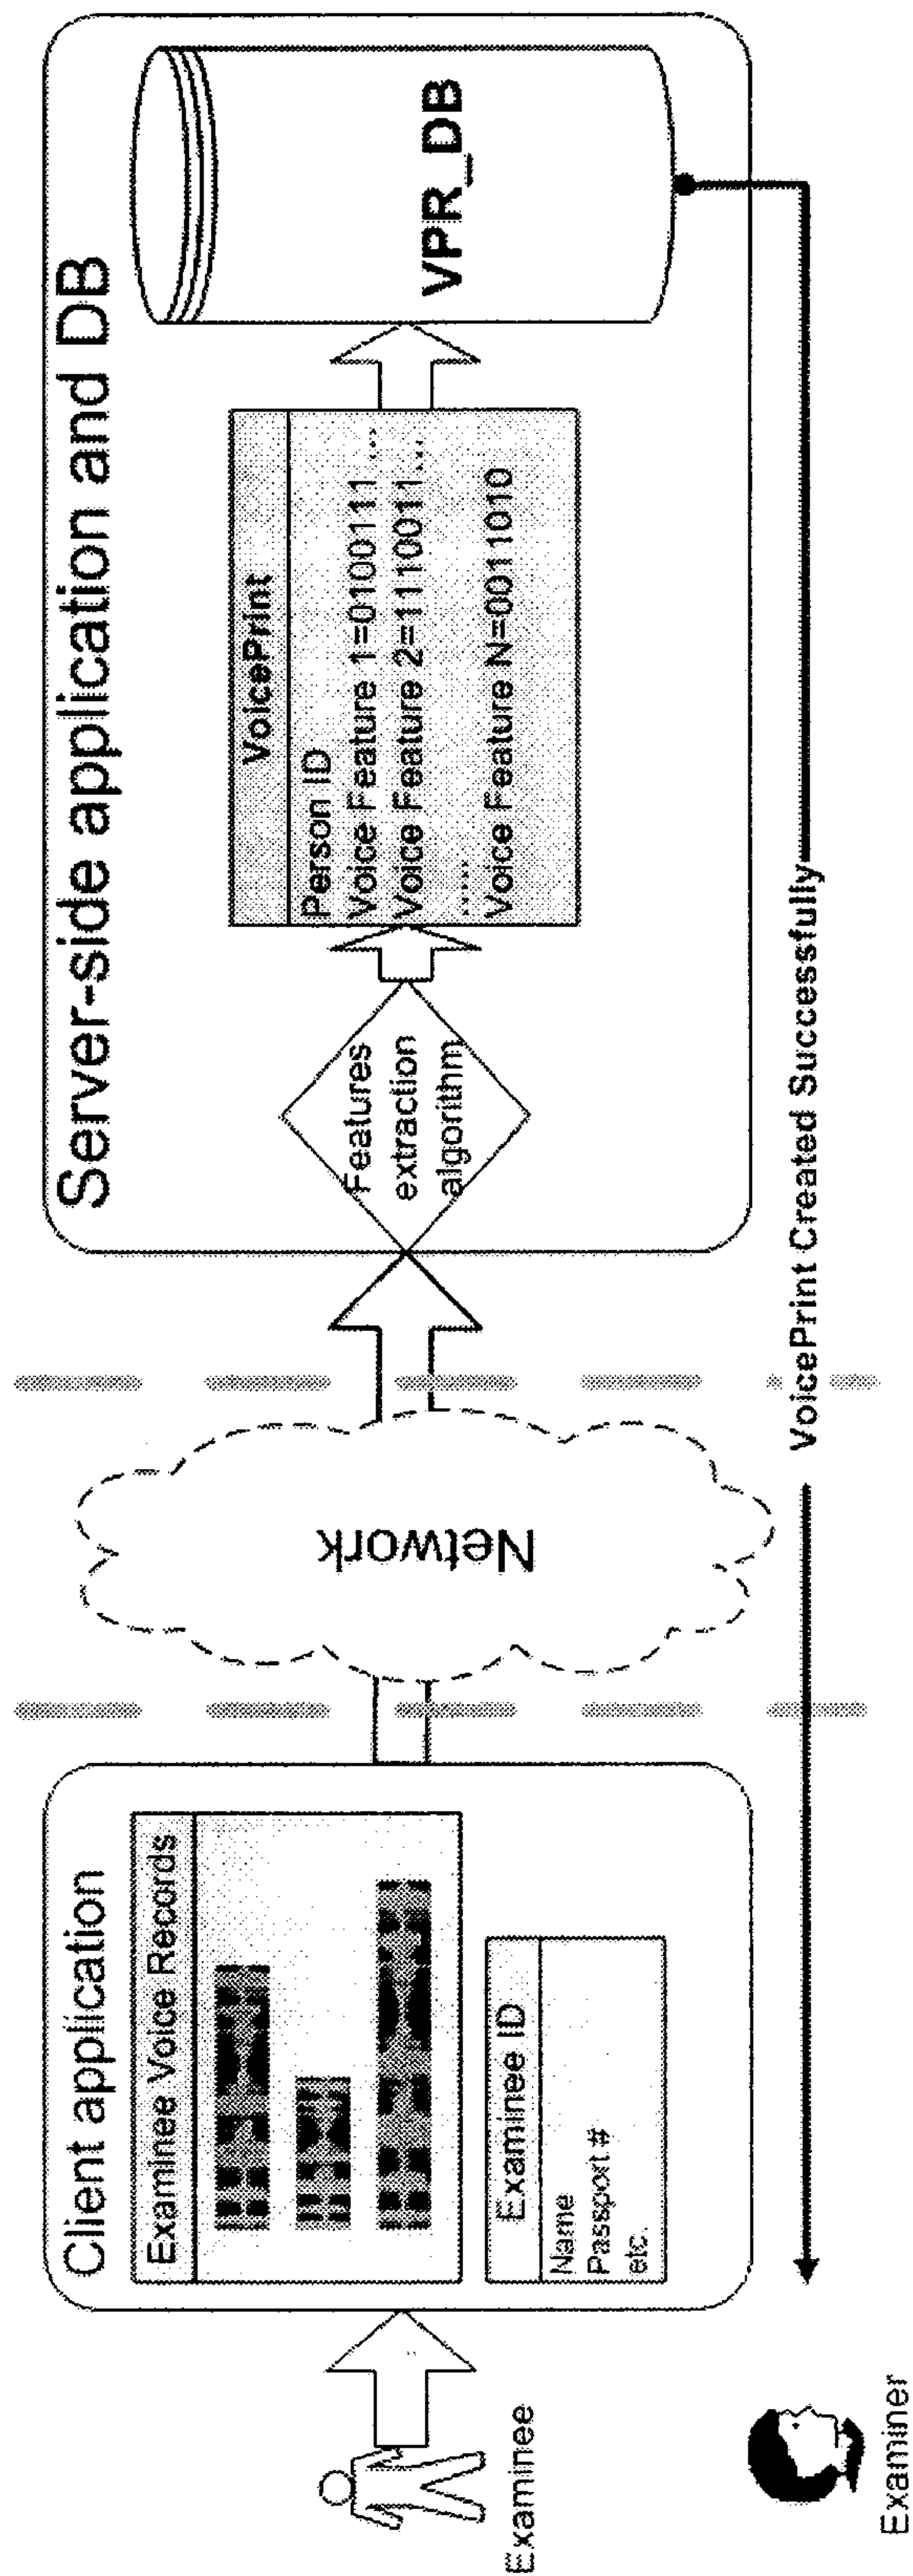 Examinee
Examiner
Client application
Examinee Voice Records
Examinee ID
Name
Passport #
etc.
Network
Server-side application and DB
Features
extraction
algorithm
VoicePrint
Person ID
Voice Feature 1=0100111 ...
Voice Feature 2=1110011...
.....
Voice Feature N=0011010
VPR_DB
VoicePrint Created Successfully